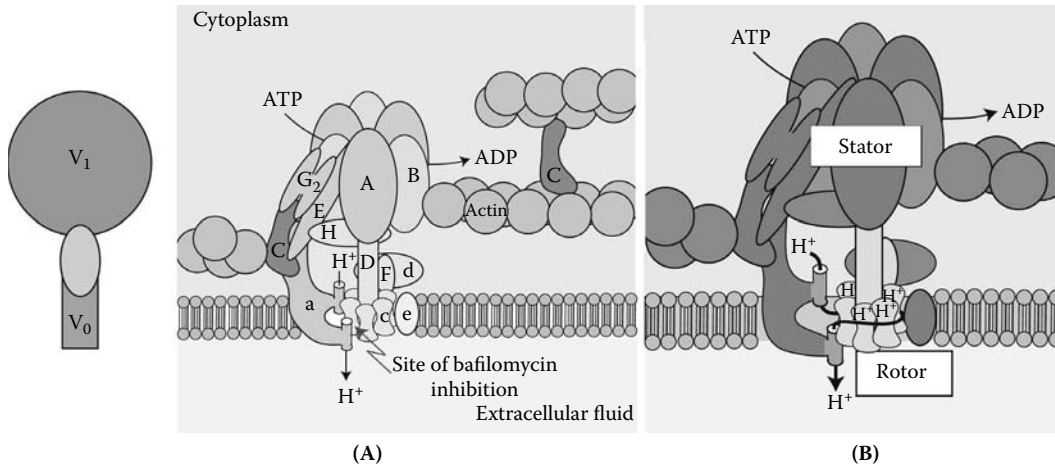 V1
V0
Cytoplasm
ATP
ADP
G2
A
B
C
E
Actin
H
C
H+
D
F
d
a
c
e
Site of bafilomycin
inhibition
H+
Extracellular fluid
(A)
ATP
ADP
Stator
H+
H
H+
H+
H+
H+
Rotor
(B)